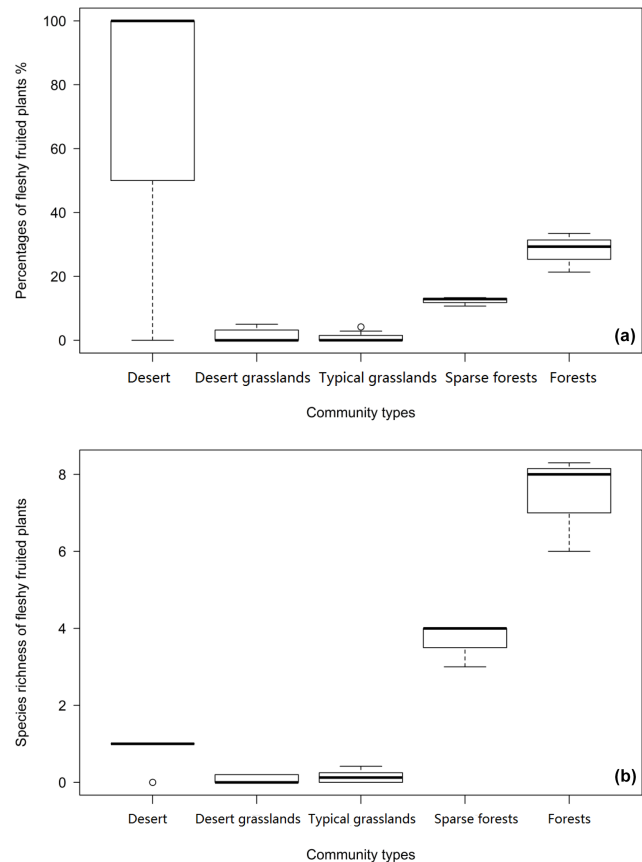 Percentages of fleshy fruited plants %
100
80
60
40
20
0
(a)
Desert Desert grasslands Typical grasslands Sparse forests Forests
Community types
Species richness of fleshy fruited plants
8
6
4
2
0
(b)
Desert Desert grasslands Typical grasslands Sparse forests Forests
Community types